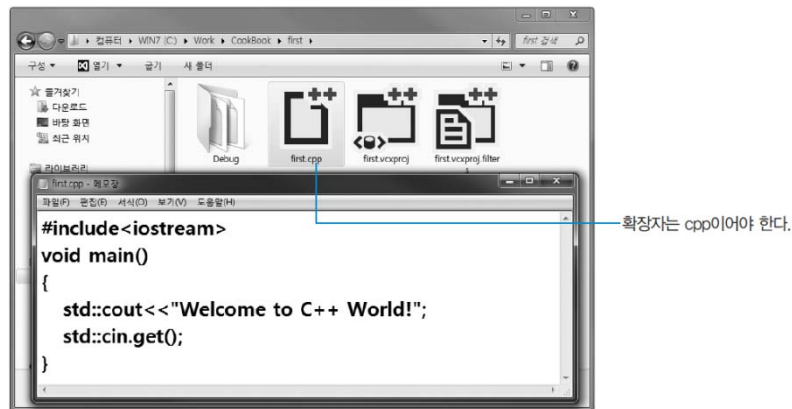 컴퓨터 ▸ WIN7 (C:) ▸ Work ▸ CookBook ▸ first ▸
first 검색
구성 ▼ 열기 ▼ 굽기 새 폴더
즐겨찾기
다운로드
바탕 화면
최근 위치
라이브러리
Debug
first.cpp
first.vcxproj
first.vcxproj.filter
s
first.cpp - 메모장
파일(F) 편집(E) 서식(O) 보기(V) 도움말(H)
#include<iostream>
void main()
{
std::cout<<"Welcome to C++ World!";
std::cin.get();
}
확장자는 cpp이어야 한다.